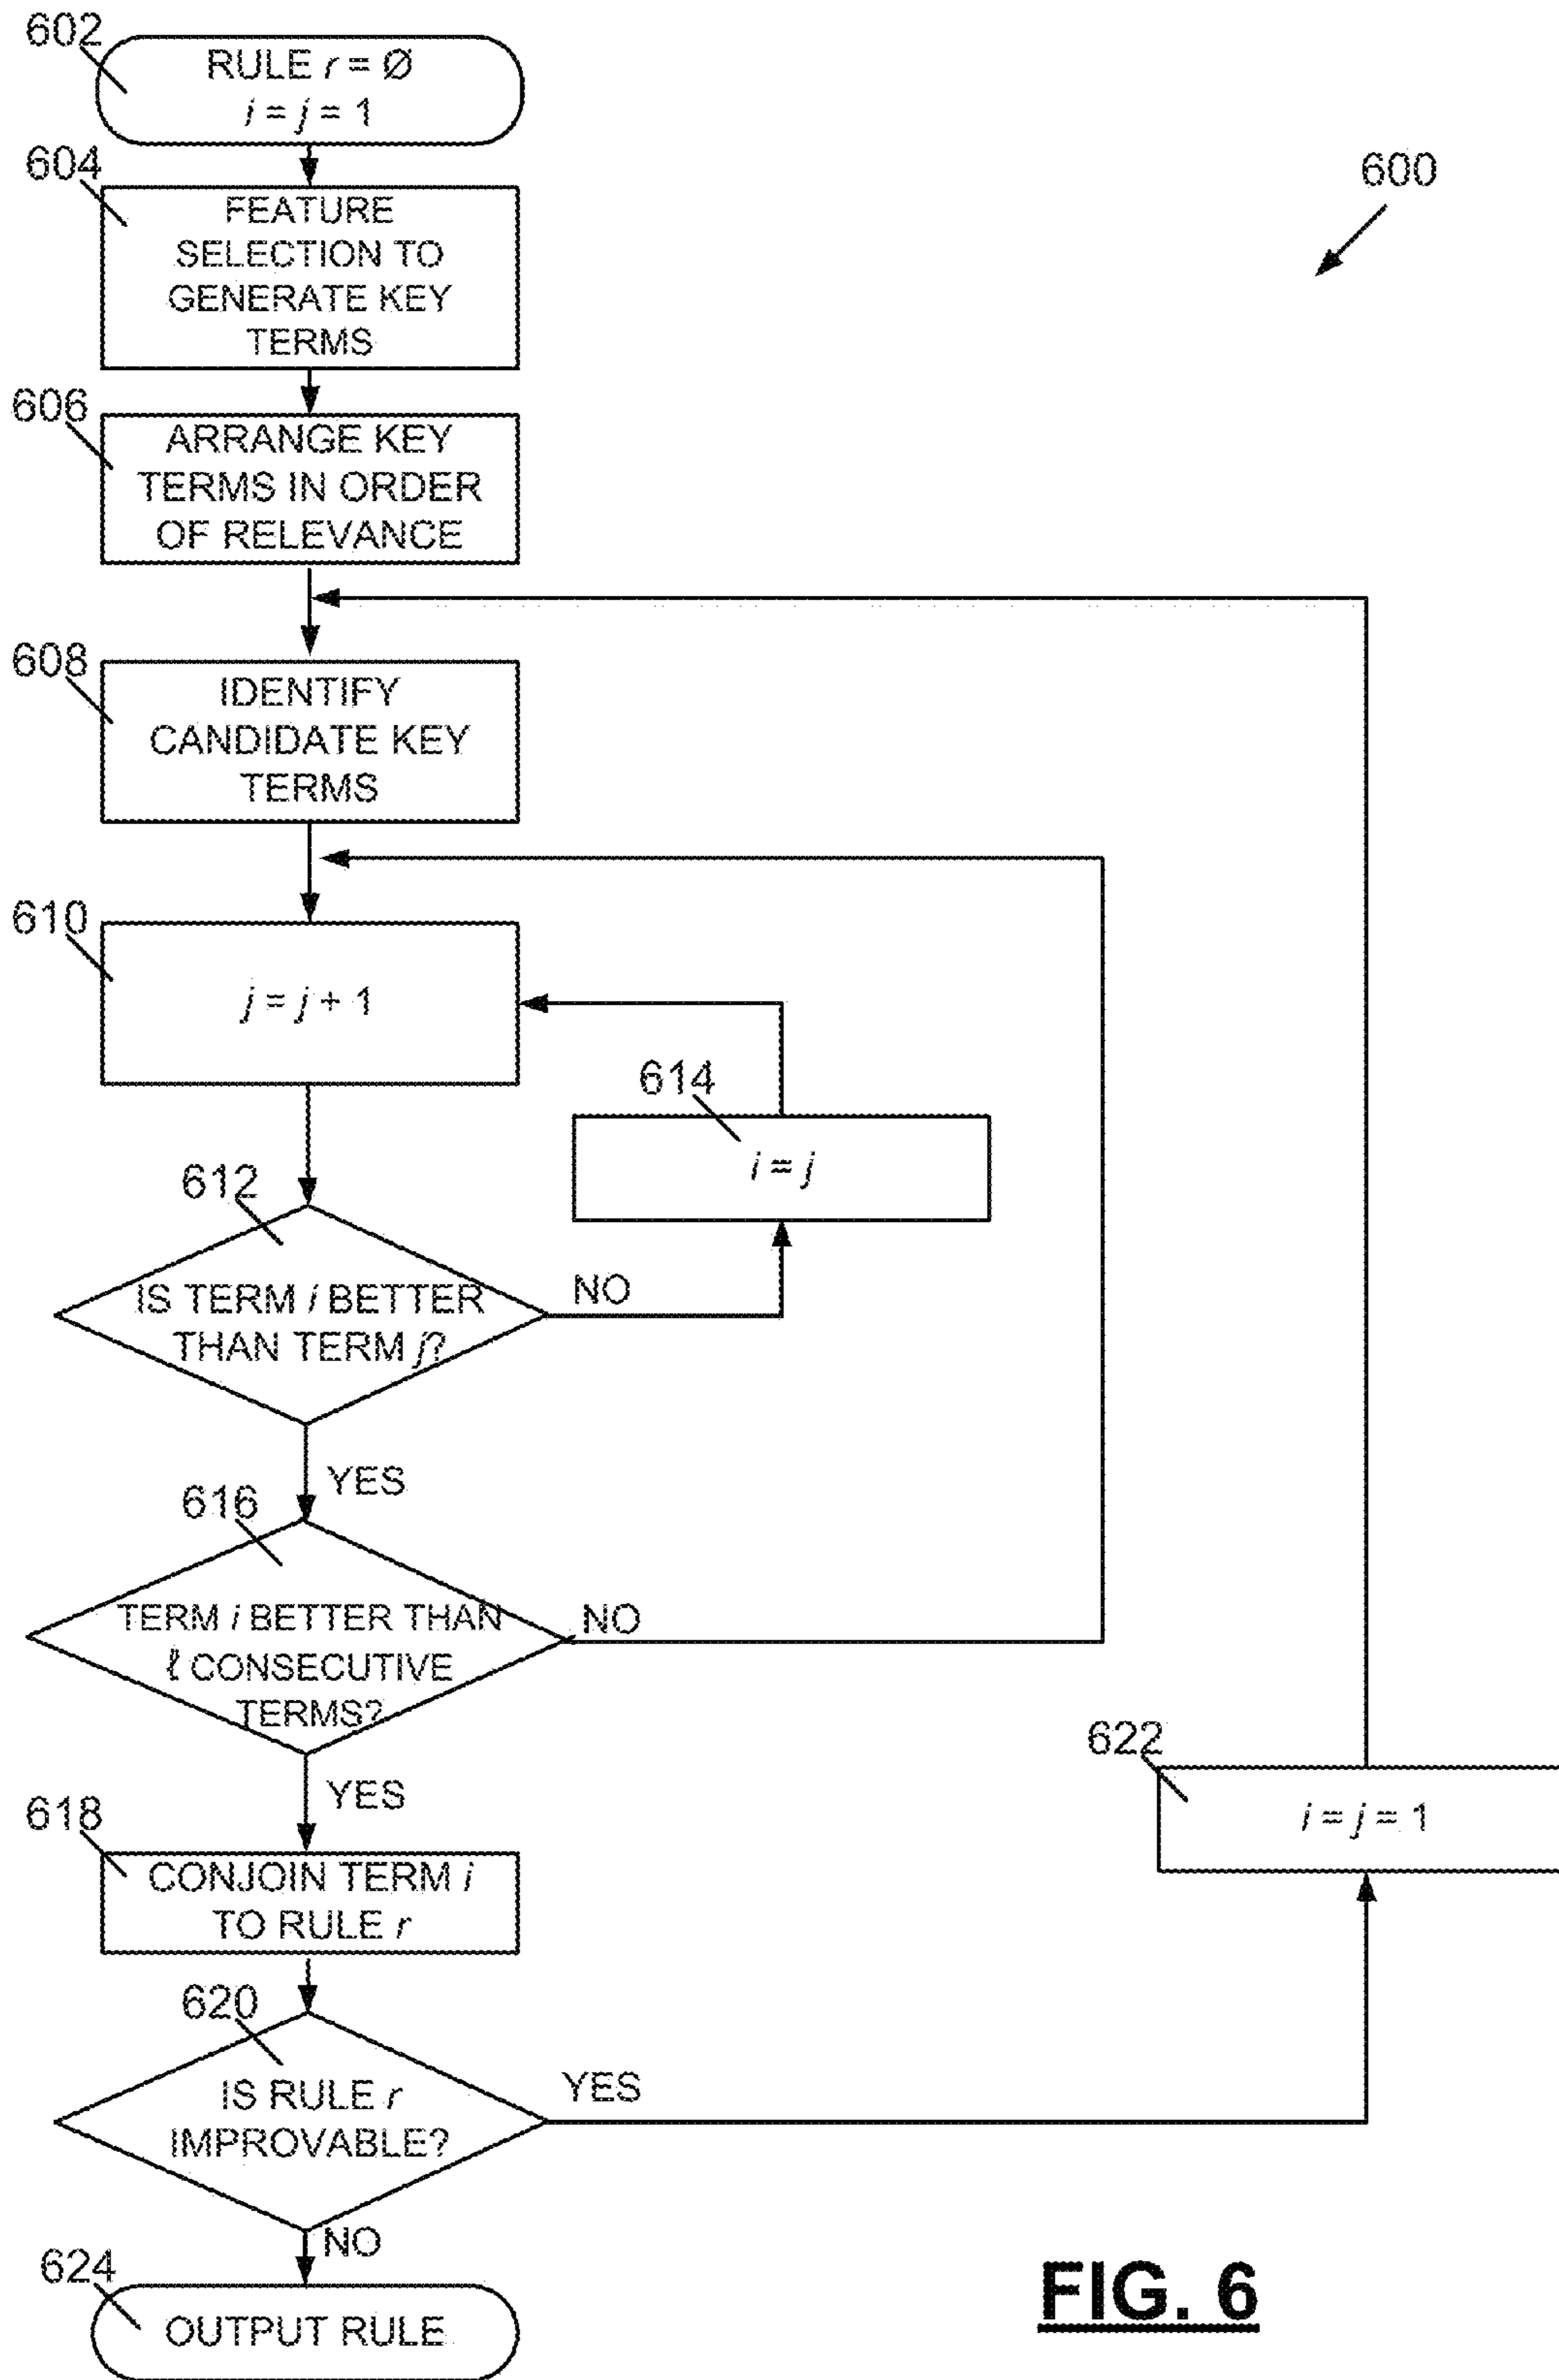 602
RULE r = Ø
i = j = 1
604
FEATURE
SELECTION TO
GENERATE KEY
TERMS
600
606
ARRANGE KEY
TERMS IN ORDER
OF RELEVANCE
608
IDENTIFY
CANDIDATE KEY
TERMS
610
j = j + 1
614
i = j
612
IS TERM i BETTER
THAN TERM j?
NO
YES
616
TERM i BETTER THAN
ℓ CONSECUTIVE
TERMS?
NO
YES
622
i = j = 1
618
CONJOIN TERM i
TO RULE r
620
IS RULE r
IMPROVABLE?
YES
NO
624
OUTPUT RULE
FIG. 6